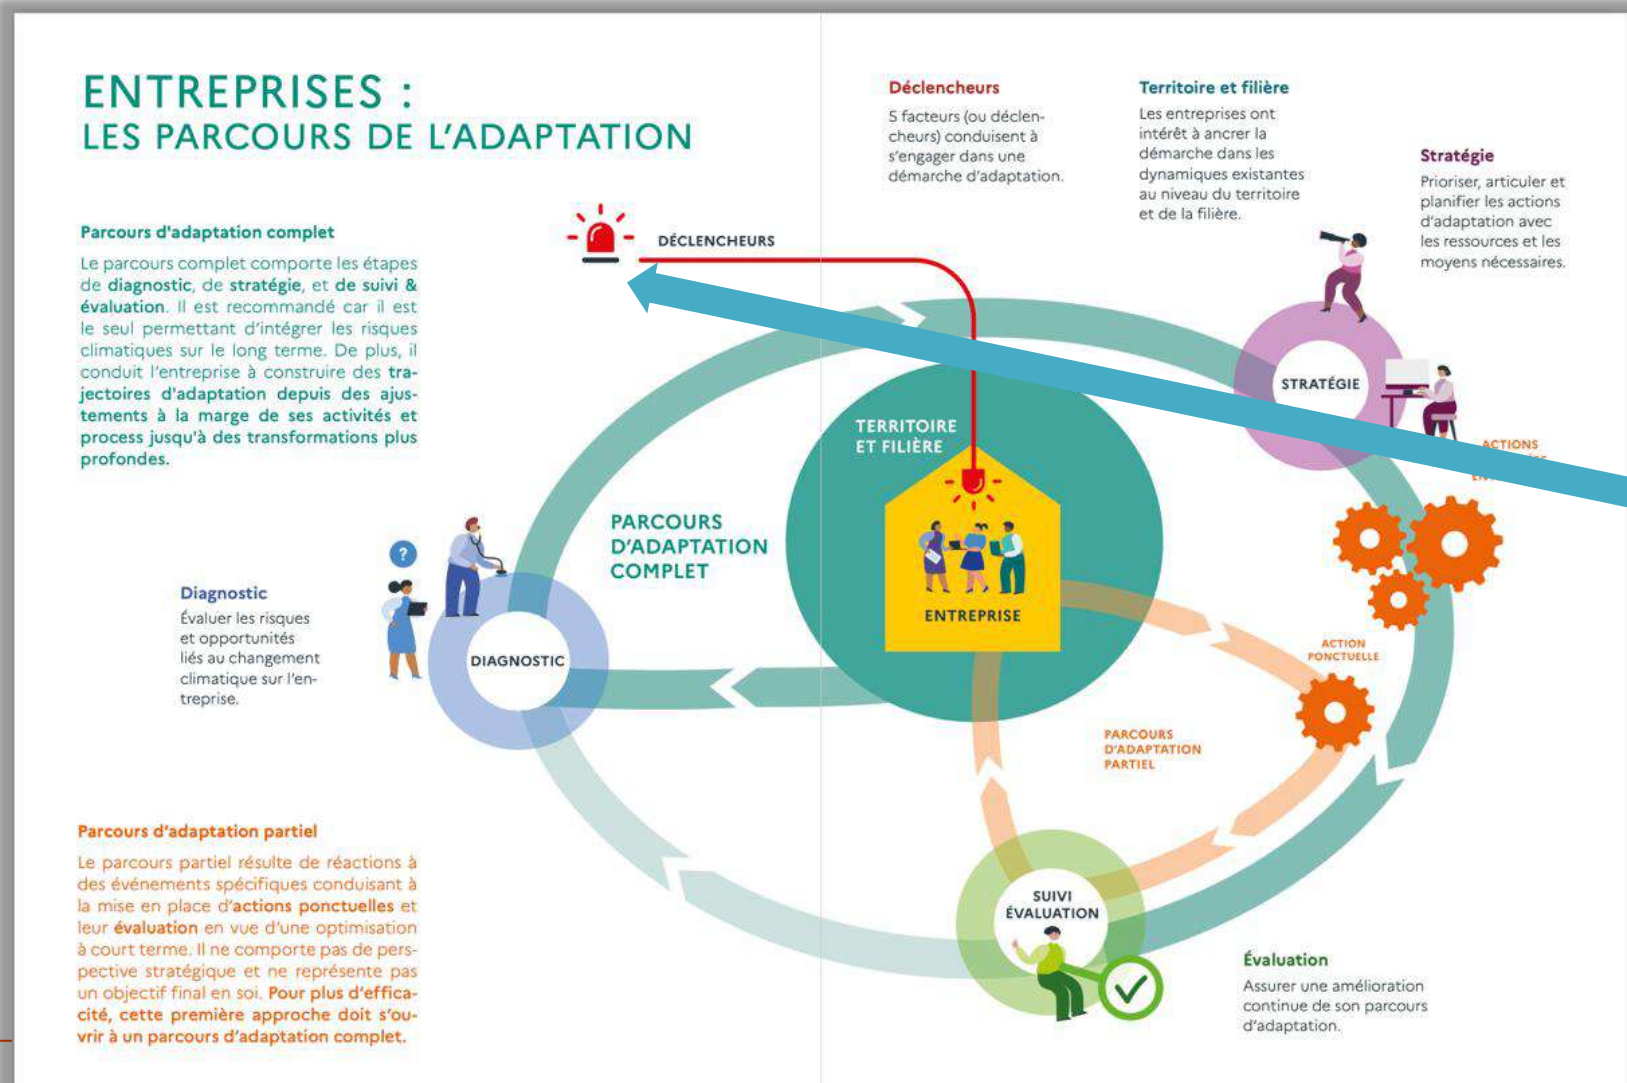 ENTREPRISES :
LES PARCOURS DE L'ADAPTATION
Parcours d'adaptation complet
Le parcours complet comporte les étapes
de diagnostic, de stratégie, et de suivi &
évaluation. Il est recommandé car il est
le seul permettant d'intégrer les risques
climatiques sur le long terme. De plus, il
conduit l'entreprise à construire des tra-
jectoires d'adaptation depuis des ajus-
tements à la marge de ses activités et
process jusqu'à des transformations plus
profondes.
Diagnostic
Évaluer les risques
et opportunités
liés au changement
climatique sur l'en-
treprise.
Parcours d'adaptation partiel
Le parcours partiel résulte de réactions à
des événements spécifiques conduisant à
la mise en place d'actions ponctuelles et
leur évaluation en vue d'une optimisation
à court terme. Il ne comporte pas de pers-
pective stratégique et ne représente pas
un objectif final en soi. Pour plus d'effica-
cité, cette première approche doit s'ou-
vrir à un parcours d'adaptation complet.
Déclencheurs
5 facteurs (ou déclen-
cheurs) conduisent à
s'engager dans une
démarche d'adaptation.
Territoire et filière
Les entreprises ont
intérêt à ancrer la
démarche dans les
dynamiques existantes
au niveau du territoire
et de la filière.
Stratégie
Prioriser, articuler et
planifier les actions
d'adaptation avec
les ressources et les
moyens nécessaires.
DÉCLENCHEURS
STRATÉGIE
TERRITOIRE
ET FILIÈRE
ACTIONS
PARCOURS
D'ADAPTATION
COMPLET
?
ENTREPRISE
ACTION
PONCTUELLE
DIAGNOSTIC
PARCOURS
D'ADAPTATION
PARTIEL
SUIVI
ÉVALUATION
Évaluation
Assurer une amélioration
continue de son parcours
d'adaptation.